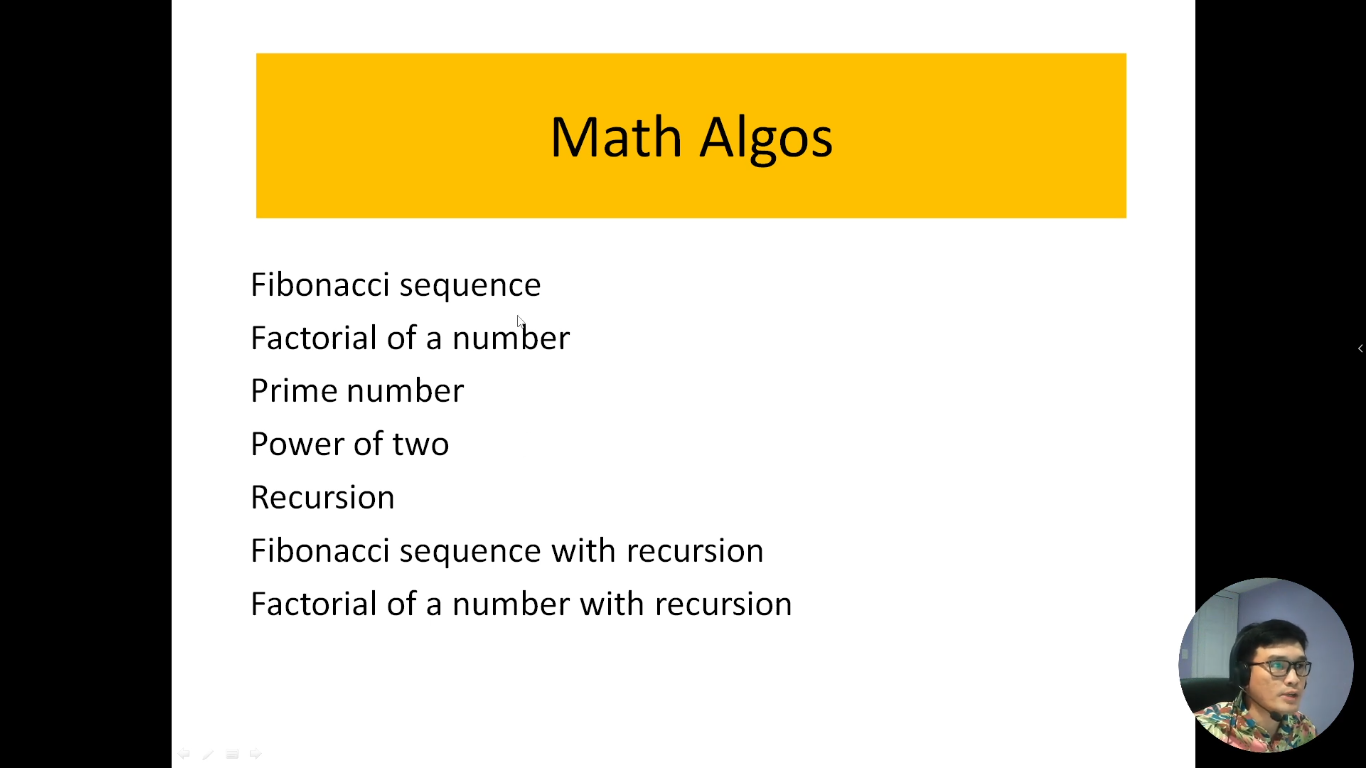 Math Algos
Fibonacci sequence
Factorial of a number
Prime number
Power of two
Recursion
Fibonacci sequence with recursion
Factorial of a number with recursion